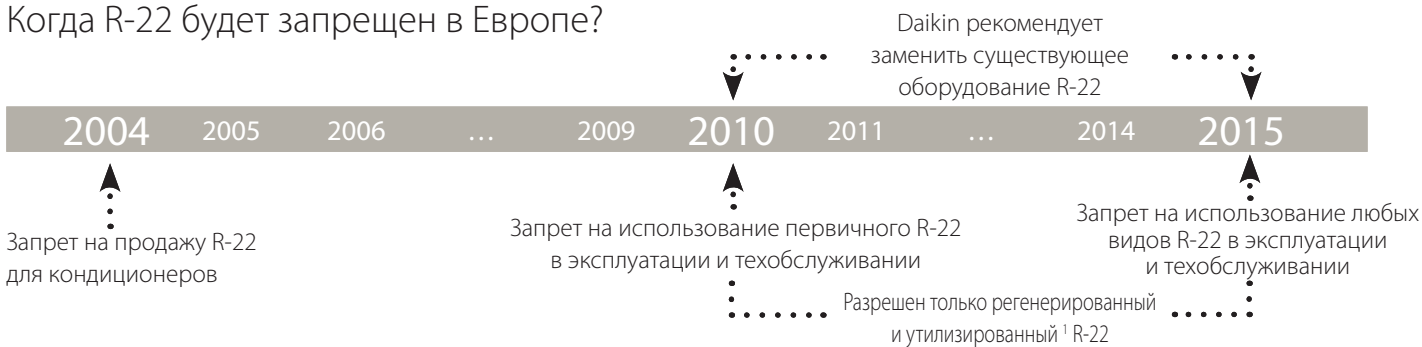 Когда R-22 будет запрещен в Европе?
Daikin рекомендует
заменить существующее
оборудование R-22
2004 2005 2006 ... 2009 2010 2011 ... 2014 2015
Запрет на продажу R-22
для кондиционеров
Запрет на использование первичного R-22
в эксплуатации и техобслуживании
Запрет на использование любых
видов R-22 в эксплуатации
и техобслуживании
Разрешен только регенерированный
и утилизированный ¹ R-22